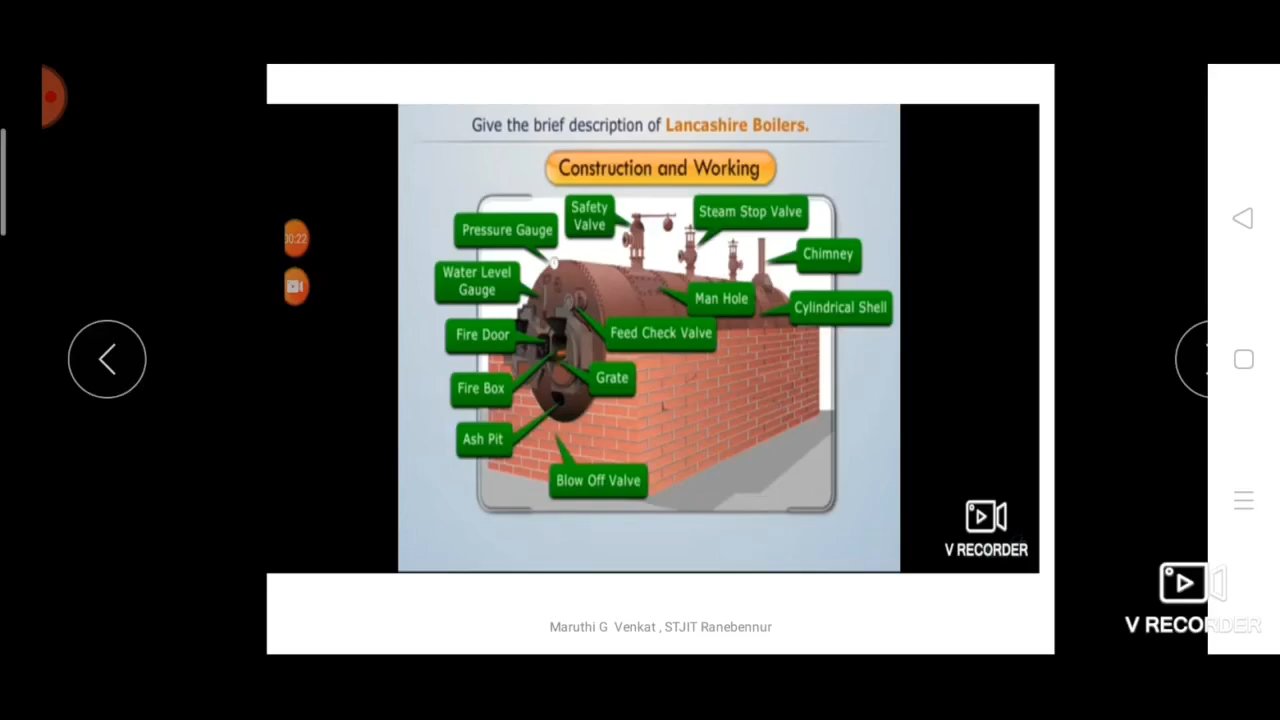 Give the brief description of Lancashire Boilers.
Construction and Working
Safety
Valve
Steam Stop Valve
Pressure Gauge
Chimney
Water Level
Gauge
Man Hole
Cylindrical Shell
Fire Door
Feed Check Valve
Grate
Fire Box
Ash Pit
Blow Off Valve
00:22
V RECORDER
V RECORDER
Maruthi G Venkat , STJIT Ranebennur